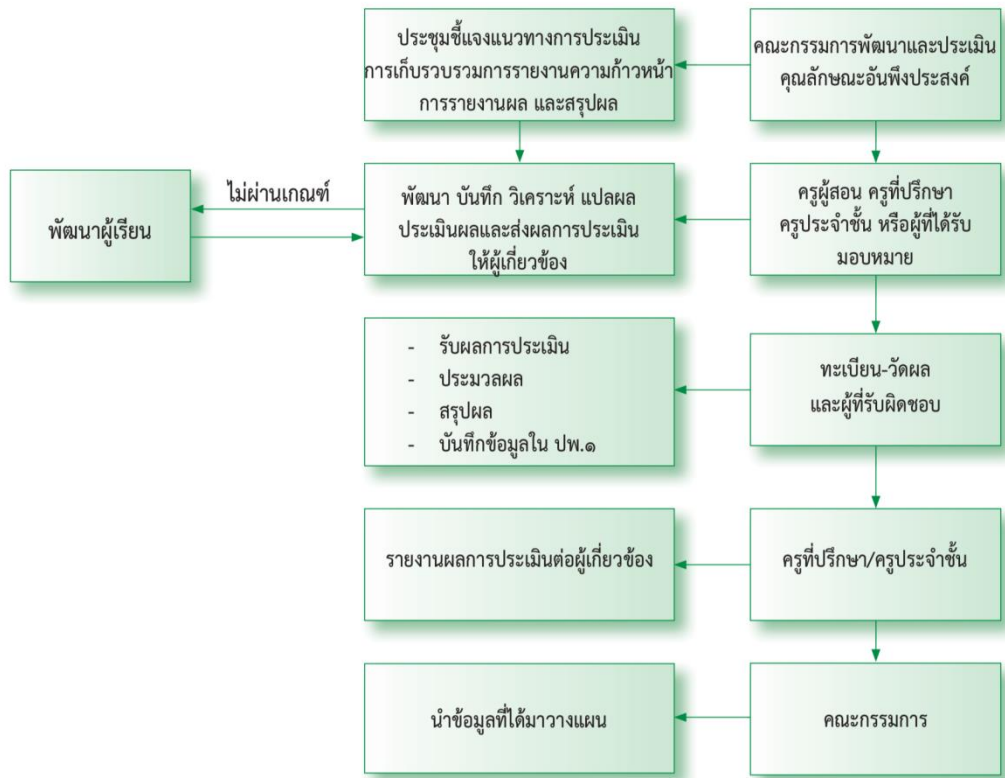 ประชุมชี้แจงแนวทางการประเมิน
การเก็บรวบรวมการรายงานความก้าวหน้า
การรายงานผล และสรุปผล
คณะกรรมการพัฒนาและประเมิน
คุณลักษณะอันพึงประสงค์
พัฒนาผู้เรียน
ไม่ผ่านเกณฑ์
พัฒนา บันทึก วิเคราะห์ แปลผล
ประเมินผลและส่งผลการประเมิน
ให้ผู้เกี่ยวข้อง
ครูผู้สอน ครูที่ปรึกษา
ครูประจำชั้น หรือผู้ที่ได้รับ
มอบหมาย
- รับผลการประเมิน
- ประมวลผล
- สรุปผล
- บันทึกข้อมูลใน ปพ.๑
ทะเบียน-วัดผล
และผู้ที่รับผิดชอบ
รายงานผลการประเมินต่อผู้เกี่ยวข้อง
ครูที่ปรึกษา/ครูประจำชั้น
นำข้อมูลที่ได้มาวางแผน
คณะกรรมการ